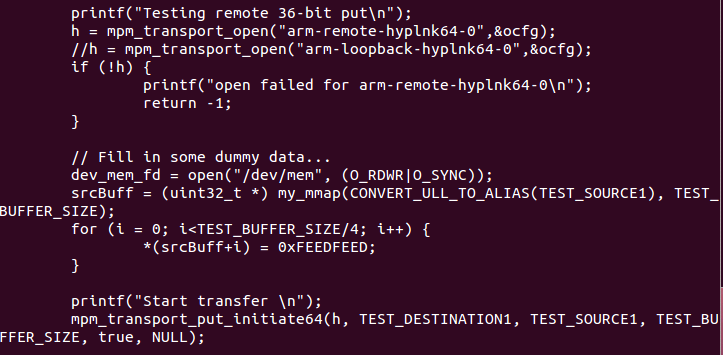 printf("Testing remote 36-bit put\n");
h = mpm_transport_open("arm-remote-hyplnk64-0",&ocfg);
//h = mpm_transport_open("arm-loopback-hyplnk64-0",&ocfg);
if (!h) {
printf("open failed for arm-remote-hyplnk64-0\n");
return -1;
}
// Fill in some dummy data...
dev_mem_fd = open("/dev/mem", (O_RDWR|O_SYNC));
srcBuff = (uint32_t *) my_mmap(CONVERT_ULL_TO_ALIAS(TEST_SOURCE1), TEST_
BUFFER_SIZE);
for (i = 0; i<TEST_BUFFER_SIZE/4; i++) {
*(srcBuff+i) = 0xFEEDFEED;
}
printf("Start transfer \n");
mpm_transport_put_initiate64(h, TEST_DESTINATION1, TEST_SOURCE1, TEST_BU
FFER_SIZE, true, NULL);